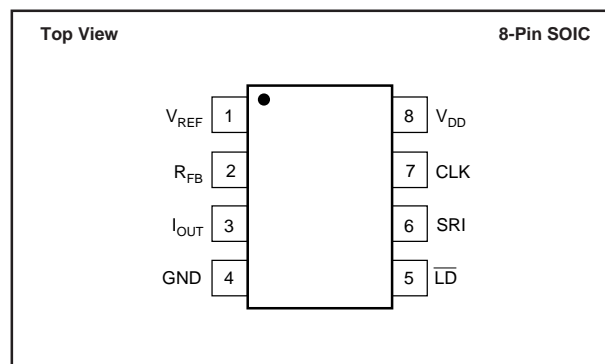 Top View 8-Pin SOIC
V_REF 1 8 V_DD
R_FB 2 7 CLK
I_OUT 3 6 SRI
GND 4 5 L̅D̅